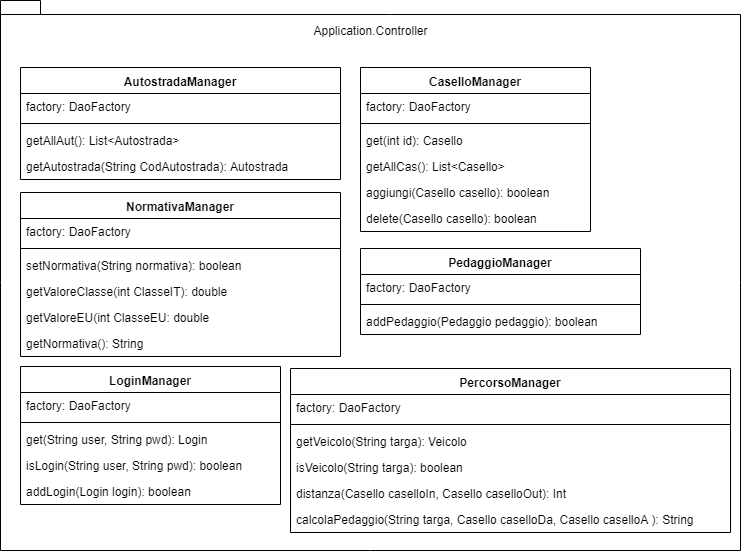 Application.Controller
AutostradaManager
factory: DaoFactory
getAllAut(): List<Autostrada>
getAutostrada(String CodAutostrada): Autostrada
CaselloManager
factory: DaoFactory
get(int id): Casello
getAllCas(): List<Casello>
aggiungi(Casello casello): boolean
delete(Casello casello): boolean
NormativaManager
factory: DaoFactory
setNormativa(String normativa): boolean
getValoreClasse(int ClasseIT): double
getValoreEU(int ClasseEU: double
getNormativa(): String
PedaggioManager
factory: DaoFactory
addPedaggio(Pedaggio pedaggio): boolean
LoginManager
factory: DaoFactory
get(String user, String pwd): Login
isLogin(String user, String pwd): boolean
addLogin(Login login): boolean
PercorsoManager
factory: DaoFactory
getVeicolo(String targa): Veicolo
isVeicolo(String targa): boolean
distanza(Casello caselloIn, Casello caselloOut): Int
calcolaPedaggio(String targa, Casello caselloDa, Casello caselloA ): String